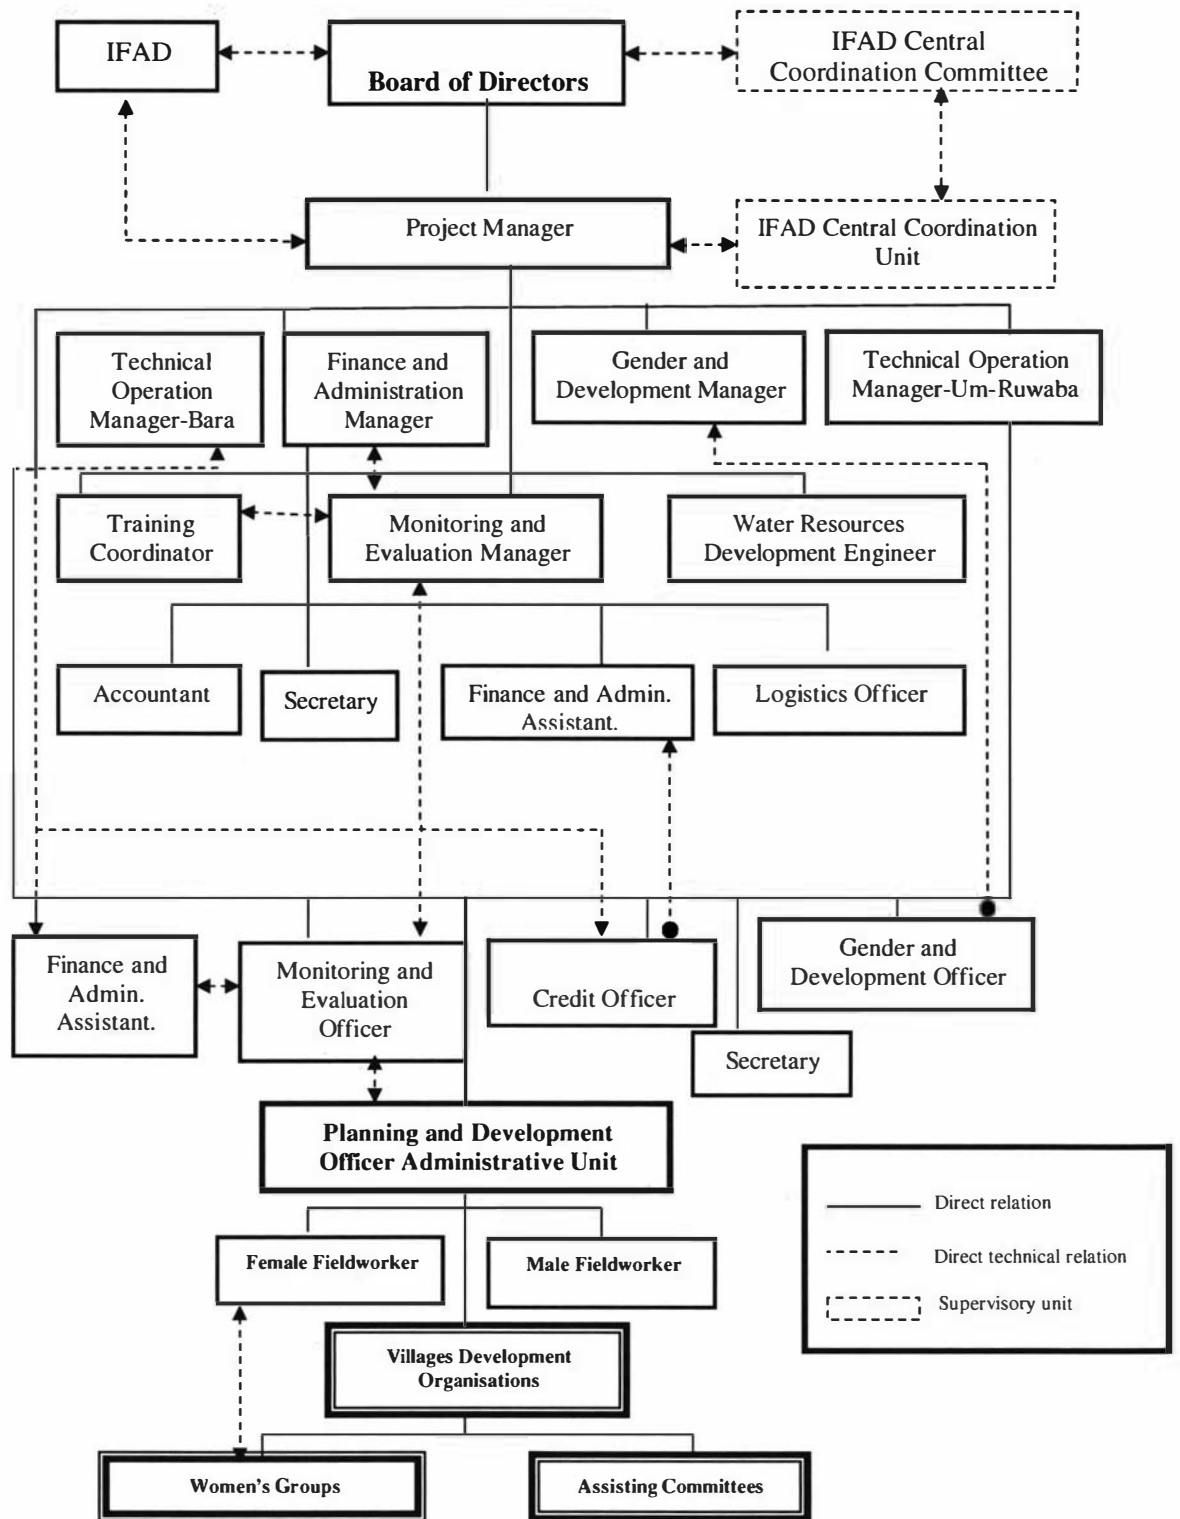 IFAD
Board of Directors
IFAD Central
Coordination Committee
Project Manager
IFAD Central Coordination
Unit
Technical
Operation
Manager-Bara
Finance and
Administration
Manager
Gender and
Development Manager
Technical Operation
Manager-Um-Ruwaba
Training
Coordinator
Monitoring and
Evaluation Manager
Water Resources
Development Engineer
Accountant
Secretary
Finance and Admin.
Assistant.
Logistics Officer
Finance and
Admin.
Assistant.
Monitoring and
Evaluation
Officer
Credit Officer
Gender and
Development Officer
Secretary
Planning and Development
Officer Administrative Unit
Female Fieldworker
Male Fieldworker
Villages Development
Organisations
Women's Groups
Assisting Committees
Direct relation
Direct technical relation
Supervisory unit